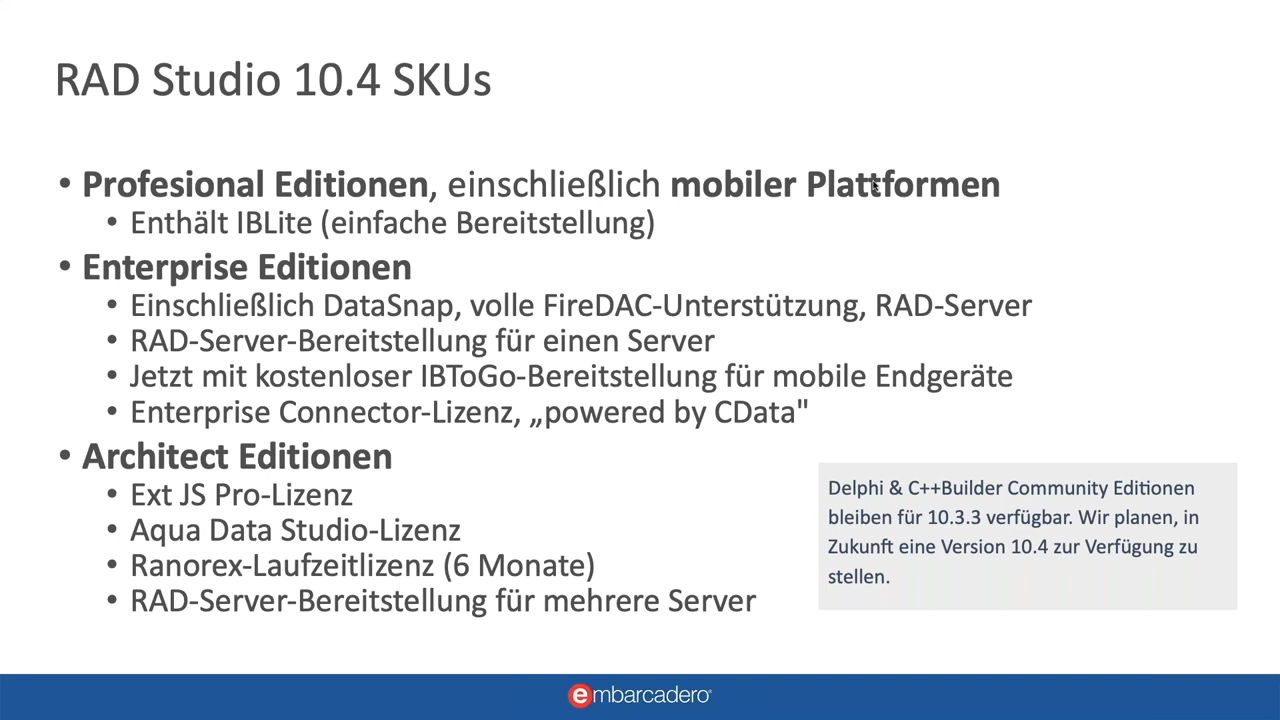 RAD Studio 10.4 SKUs
• Profesional Editionen, einschließlich mobiler Plattformen
• Enthält IBLite (einfache Bereitstellung)
• Enterprise Editionen
• Einschließlich DataSnap, volle FireDAC-Unterstützung, RAD-Server
• RAD-Server-Bereitstellung für einen Server
• Jetzt mit kostenloser IBToGo-Bereitstellung für mobile Endgeräte
• Enterprise Connector-Lizenz, „powered by CData"
• Architect Editionen
• Ext JS Pro-Lizenz
• Aqua Data Studio-Lizenz
• Ranorex-Laufzeitlizenz (6 Monate)
• RAD-Server-Bereitstellung für mehrere Server
Delphi & C++Builder Community Editionen
bleiben für 10.3.3 verfügbar. Wir planen, in
Zukunft eine Version 10.4 zur Verfügung zu
stellen.
embarcadero®